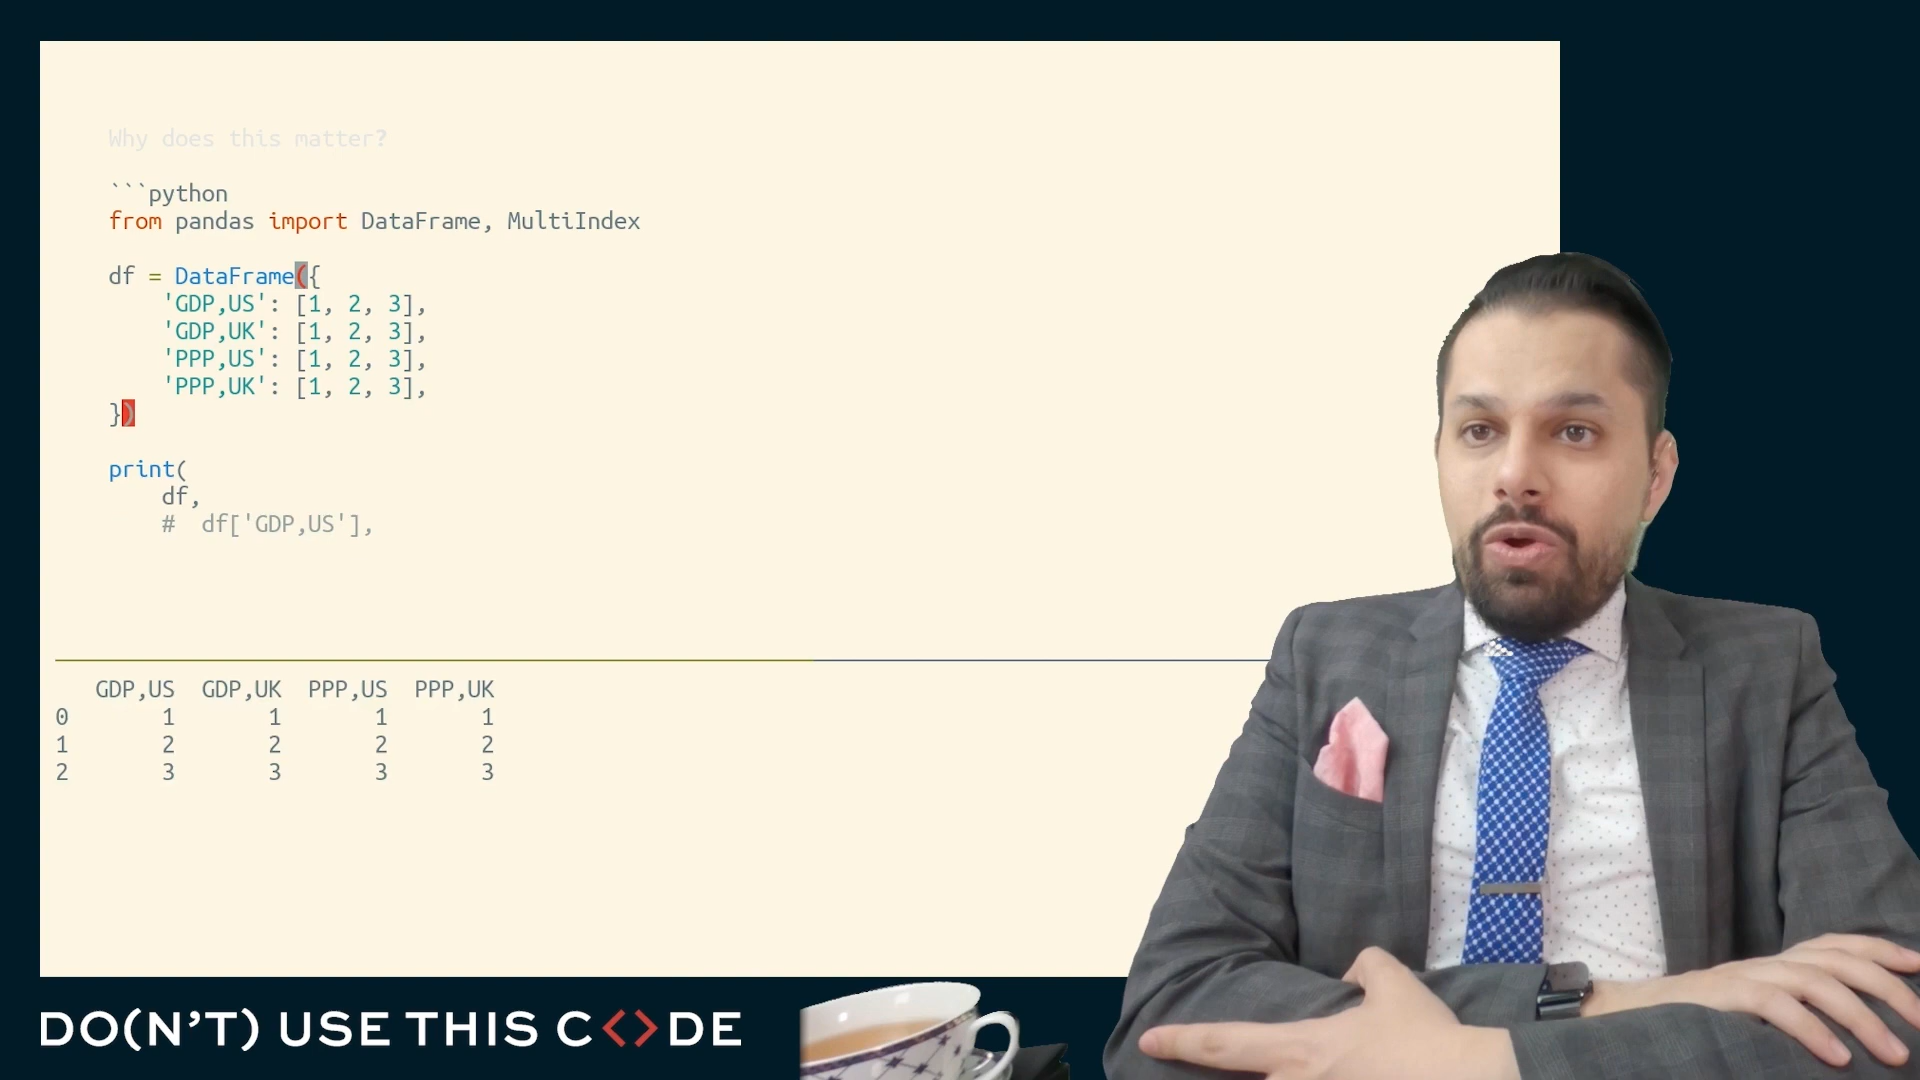 Why does this matter?
```python
from pandas import DataFrame, MultiIndex
df = DataFrame({
    'GDP,US': [1, 2, 3],
    'GDP,UK': [1, 2, 3],
    'PPP,US': [1, 2, 3],
    'PPP,UK': [1, 2, 3],
})
print(
    df,
    #  df['GDP,US'],
   GDP,US  GDP,UK  PPP,US  PPP,UK
0       1       1       1       1
1       2       2       2       2
2       3       3       3       3
DO(N’T) USE THIS C<>DE